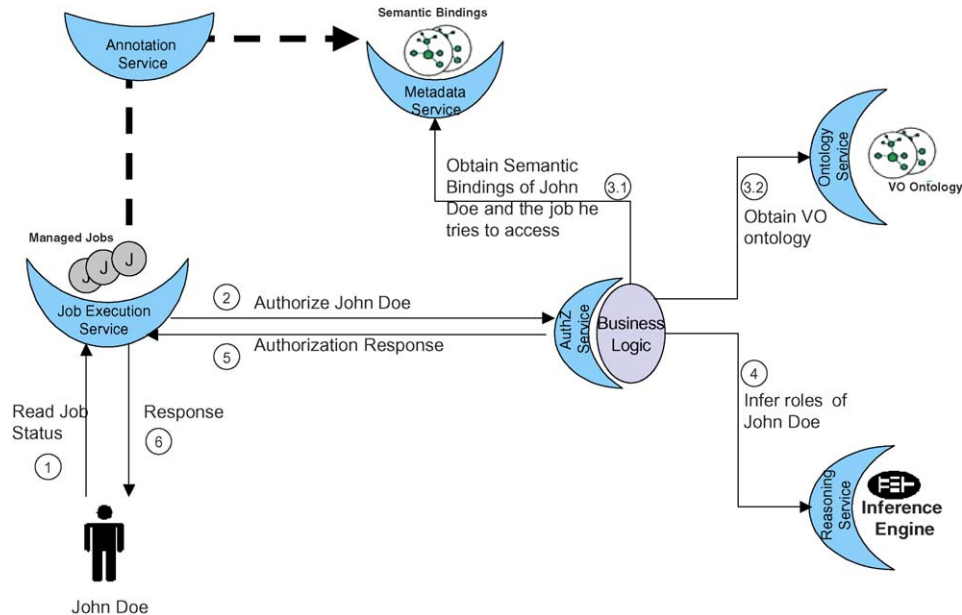 Semantic Bindings
Annotation
Service
Metadata
Service
Ontology
Service
VO Ontology
Obtain Semantic
Bindings of John
Doe and the job he
tries to access
3.1
3.2
Obtain VO
ontology
Managed Jobs
J
J
J
Job Execution
Service
2
Authorize John Doe
5
Authorization Response
AuthZ
Service
Business
Logic
4
Infer roles of
John Doe
Read Job
Status
1
Response
6
Reasoning
Service
Inference
Engine
John Doe